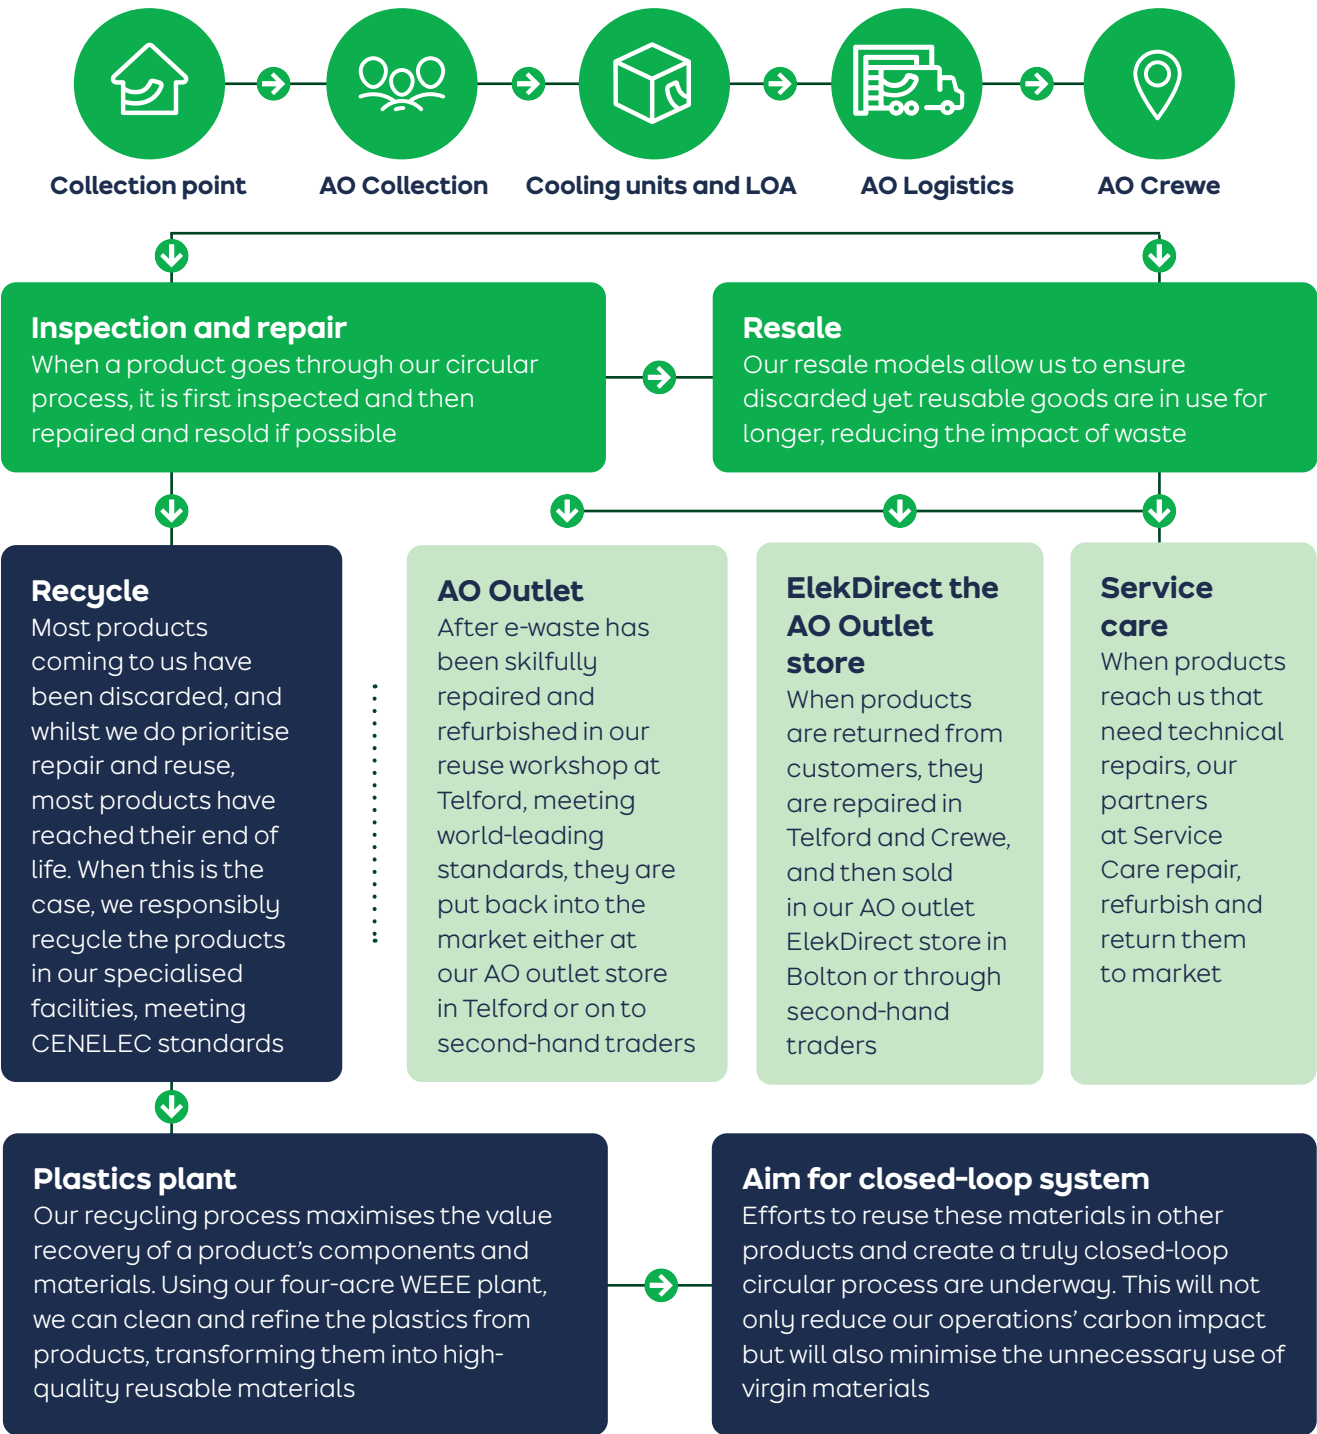 Collection point
AO Collection
Cooling units and LOA
AO Logistics
AO Crewe
Inspection and repair
When a product goes through our circular
process, it is first inspected and then
repaired and resold if possible
Resale
Our resale models allow us to ensure
discarded yet reusable goods are in use for
longer, reducing the impact of waste
Recycle
Most products
coming to us have
been discarded, and
whilst we do prioritise
repair and reuse,
most products have
reached their end of
life. When this is the
case, we responsibly
recycle the products
in our specialised
facilities, meeting
CENELEC standards
AO Outlet
After e-waste has
been skilfully
repaired and
refurbished in our
reuse workshop at
Telford, meeting
world-leading
standards, they are
put back into the
market either at
our AO outlet store
in Telford or on to
second-hand traders
ElekDirect the
AO Outlet
store
When products
are returned from
customers, they
are repaired in
Telford and Crewe,
and then sold
in our AO outlet
ElekDirect store in
Bolton or through
second-hand
traders
Service
care
When products
reach us that
need technical
repairs, our
partners
at Service
Care repair,
refurbish and
return them
to market
Plastics plant
Our recycling process maximises the value
recovery of a product’s components and
materials. Using our four-acre WEEE plant,
we can clean and refine the plastics from
products, transforming them into high-
quality reusable materials
Aim for closed-loop system
Efforts to reuse these materials in other
products and create a truly closed-loop
circular process are underway. This will not
only reduce our operations’ carbon impact
but will also minimise the unnecessary use of
virgin materials